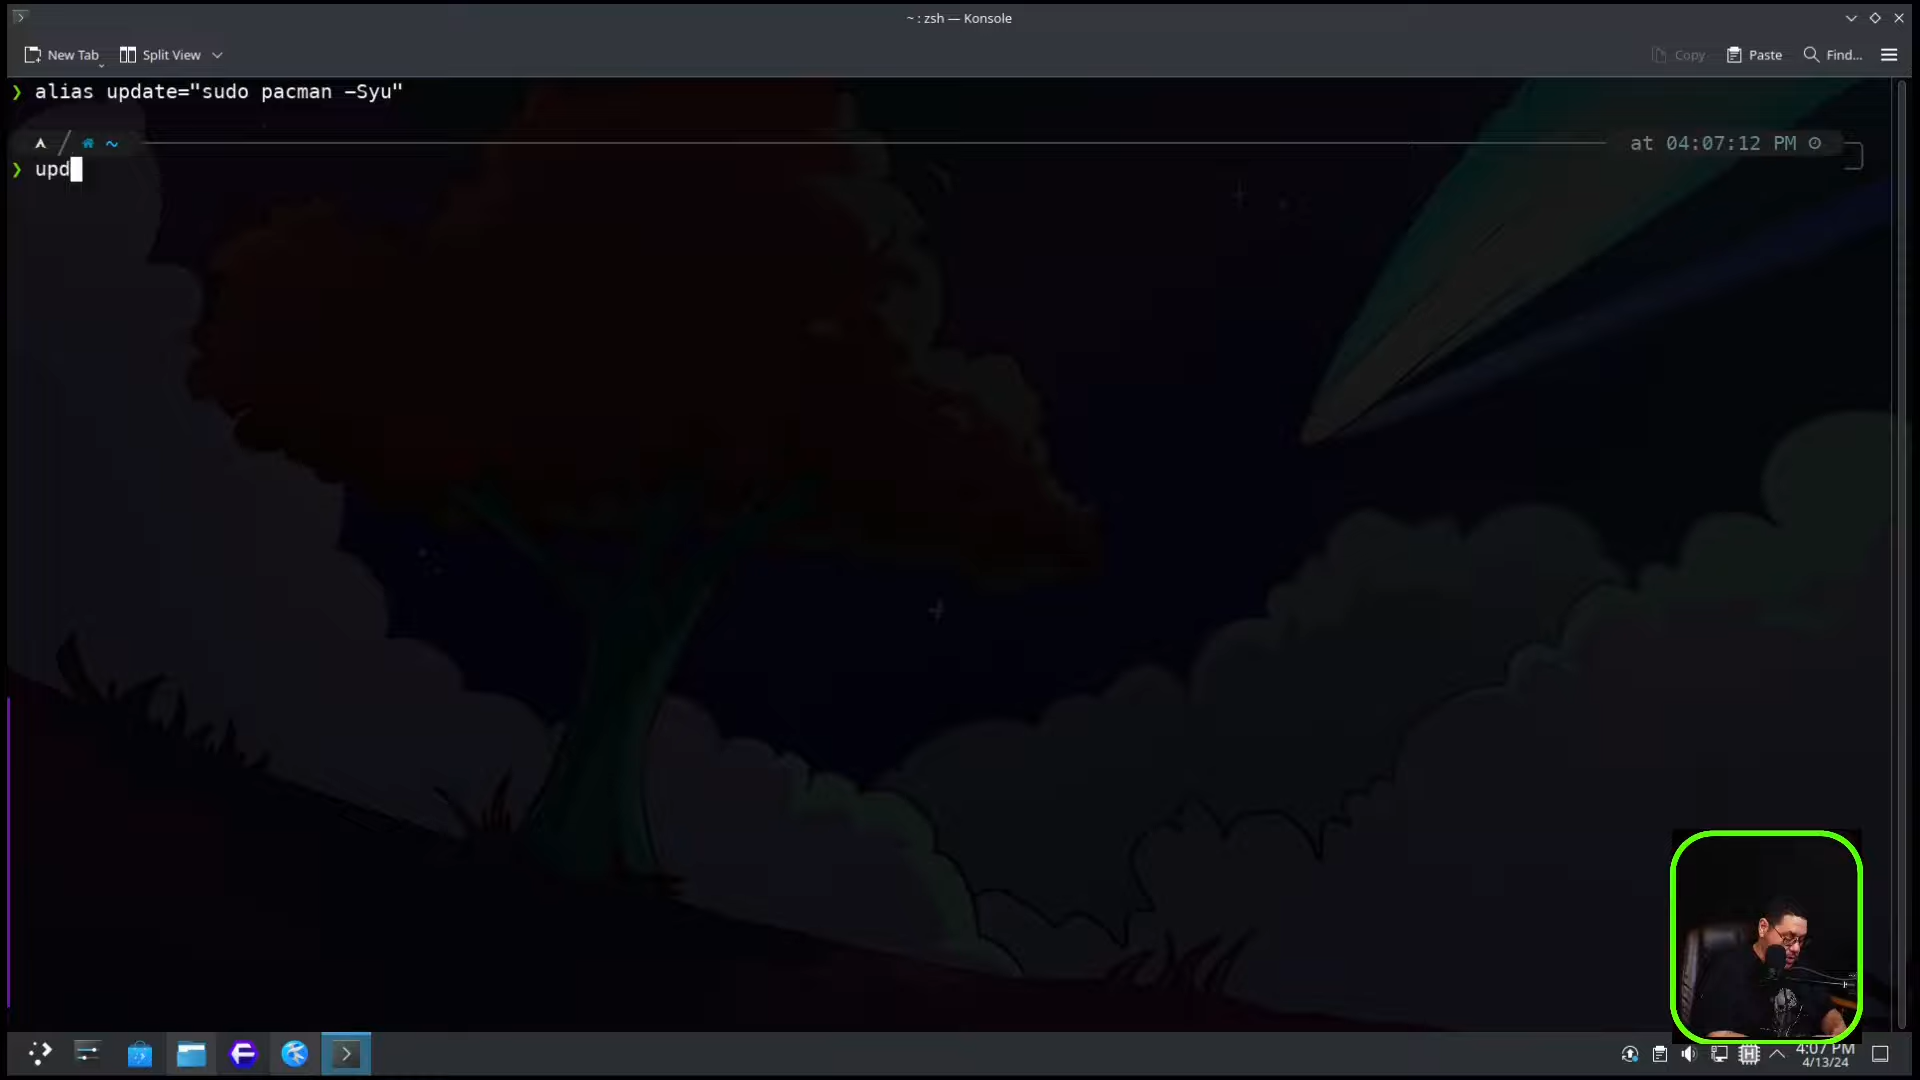 ~ : zsh — Konsole
New Tab
Split View
Copy
Paste
Find...
❯ alias update="sudo pacman -Syu"
~
at 04:07:12 PM
❯ upd
4:07 PM
4/13/24